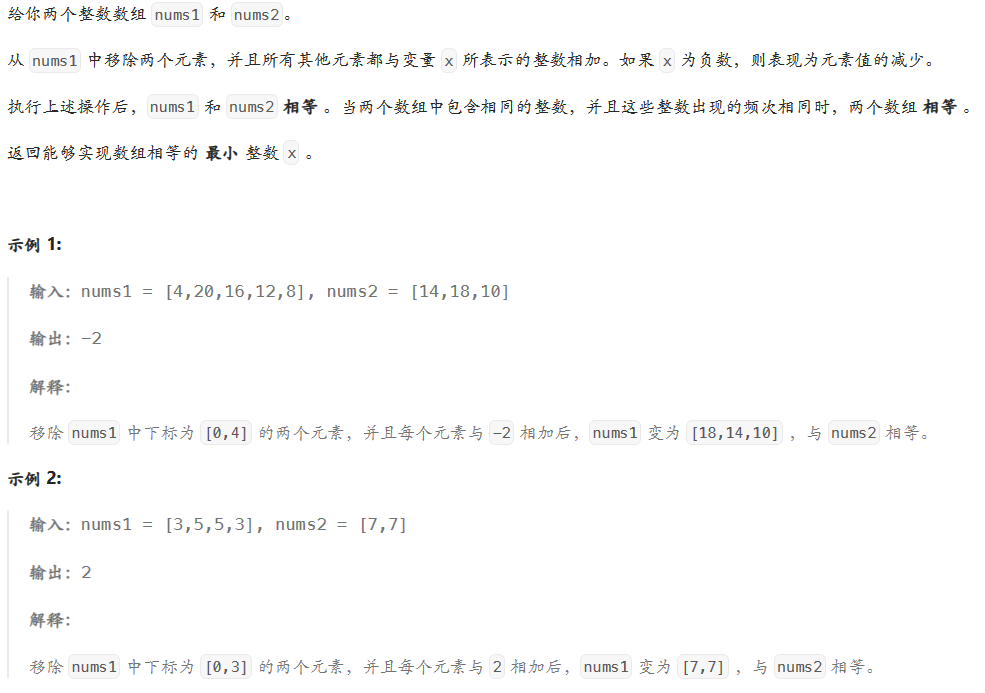 给你两个整数数组 nums1 和 nums2。
从 nums1 中移除两个元素，并且所有其他元素都与变量 x 所表示的整数相加。如果 x 为负数，则表现为元素值的减少。
执行上述操作后，nums1 和 nums2 相等 。当两个数组中包含相同的整数，并且这些整数出现的频次相同时，两个数组 相等 。
返回能够实现数组相等的 最小 整数 x 。
示例 1:
输入：nums1 = [4,20,16,12,8], nums2 = [14,18,10]
输出：-2
解释：
移除 nums1 中下标为 [0,4] 的两个元素，并且每个元素与 -2 相加后，nums1 变为 [18,14,10] ，与 nums2 相等。
示例 2:
输入：nums1 = [3,5,5,3], nums2 = [7,7]
输出：2
解释：
移除 nums1 中下标为 [0,3] 的两个元素，并且每个元素与 2 相加后，nums1 变为 [7,7] ，与 nums2 相等。